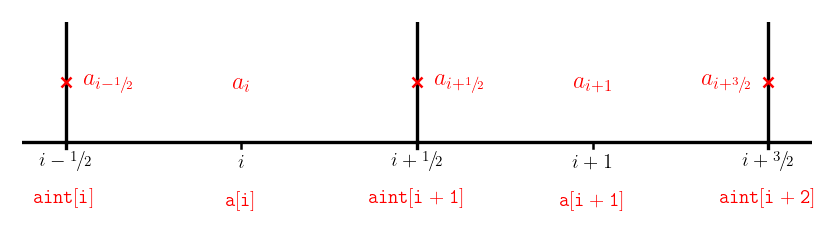 a_{i−1/2} a_i a_{i+1/2} a_{i+1} a_{i+3/2}
i − 1/2 i i + 1/2 i + 1 i + 3/2
aint[i] a[i] aint[i + 1] a[i + 1] aint[i + 2]